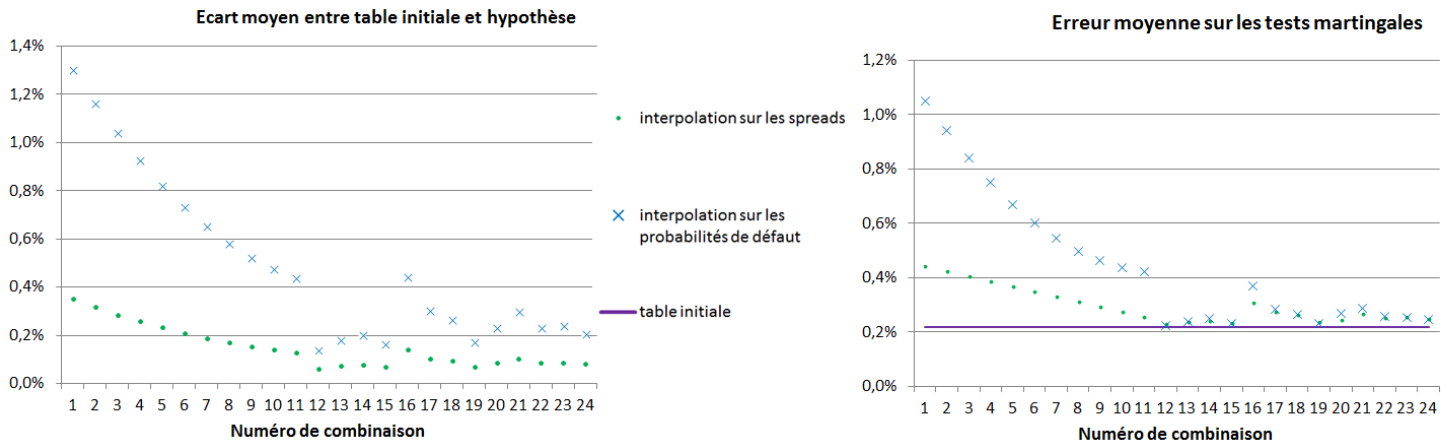 Ecart moyen entre table initiale et hypothèse
1,4%
1,2%
1,0%
0,8%
0,6%
0,4%
0,2%
0,0%
1 2 3 4 5 6 7 8 9 10 11 12 13 14 15 16 17 18 19 20 21 22 23 24
Numéro de combinaison
interpolation sur les spreads
interpolation sur les
probabilités de défaut
table initiale
Erreur moyenne sur les tests martingales
1,2%
1,0%
0,8%
0,6%
0,4%
0,2%
0,0%
1 2 3 4 5 6 7 8 9 10 11 12 13 14 15 16 17 18 19 20 21 22 23 24
Numéro de combinaison